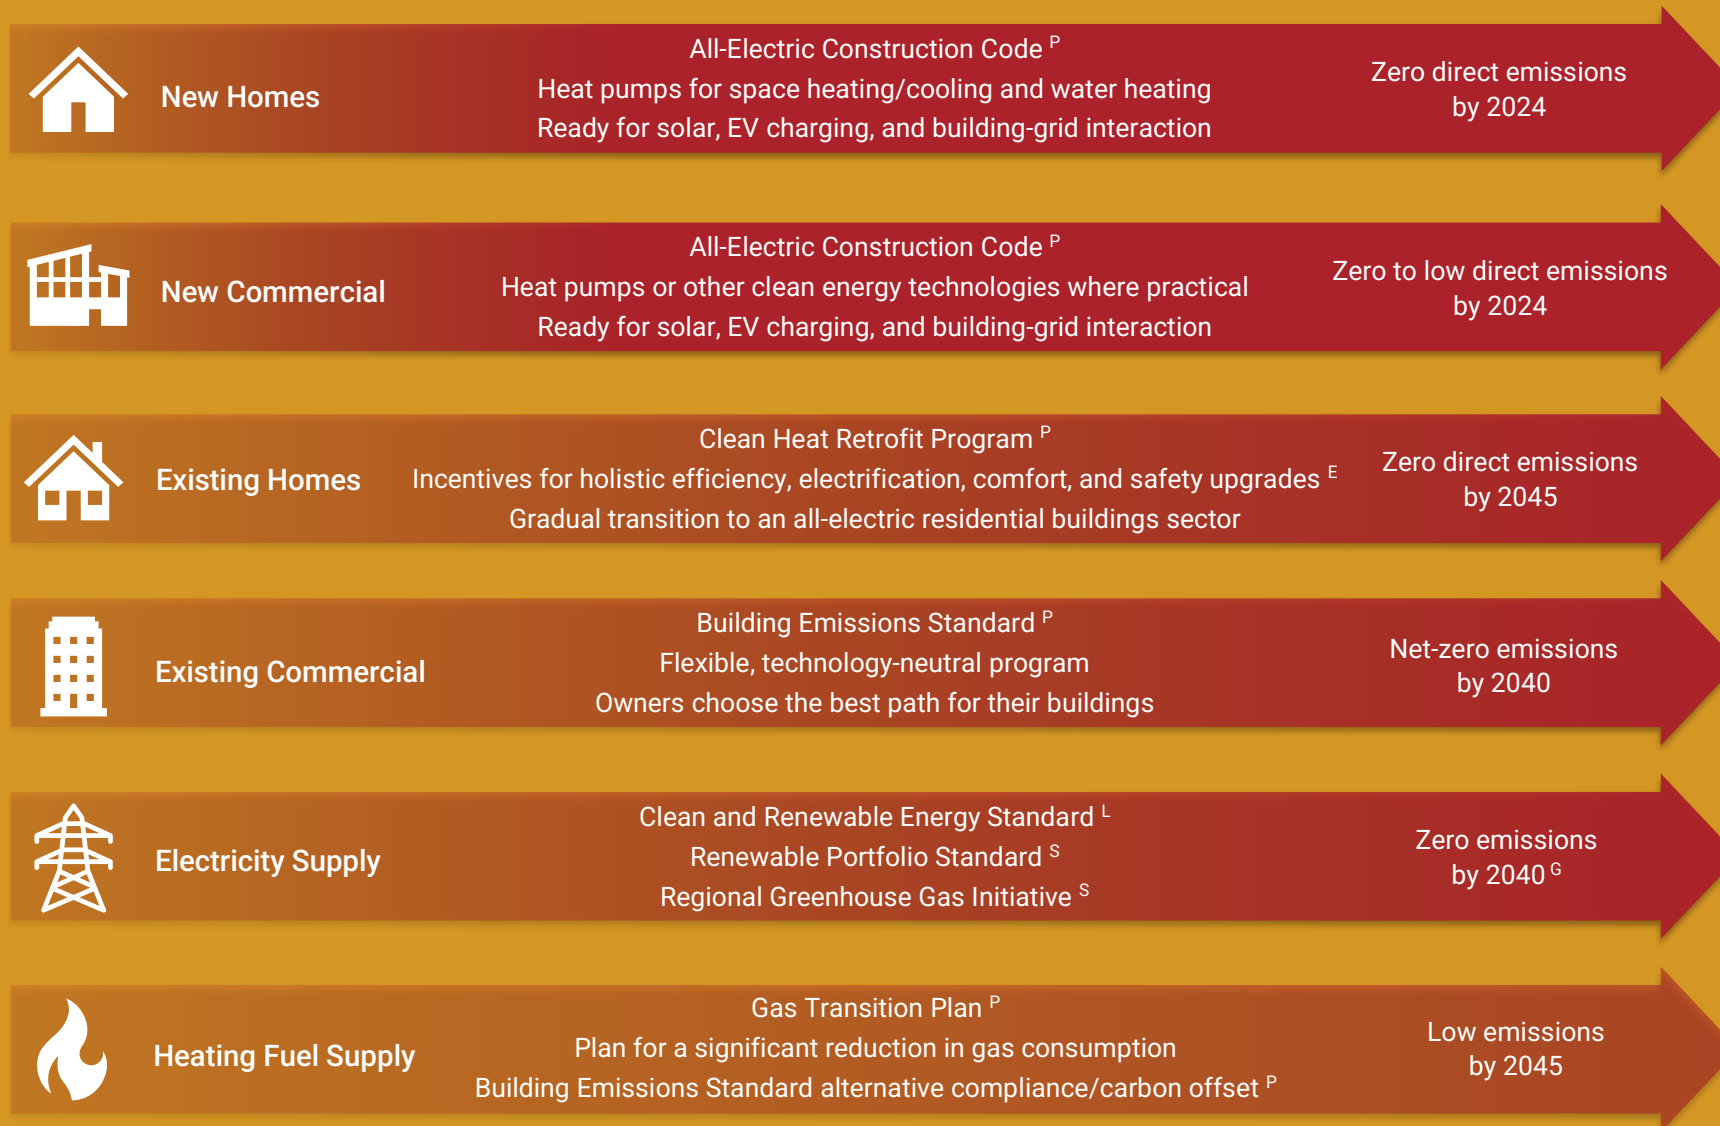 New Homes
All-Electric Construction Code P
Heat pumps for space heating/cooling and water heating
Ready for solar, EV charging, and building-grid interaction
Zero direct emissions
by 2024
New Commercial
All-Electric Construction Code P
Heat pumps or other clean energy technologies where practical
Ready for solar, EV charging, and building-grid interaction
Zero to low direct emissions
by 2024
Existing Homes
Clean Heat Retrofit Program P
Incentives for holistic efficiency, electrification, comfort, and safety upgrades E
Gradual transition to an all-electric residential buildings sector
Zero direct emissions
by 2045
Existing Commercial
Building Emissions Standard P
Flexible, technology-neutral program
Owners choose the best path for their buildings
Net-zero emissions
by 2040
Electricity Supply
Clean and Renewable Energy Standard L
Renewable Portfolio Standard S
Regional Greenhouse Gas Initiative S
Zero emissions
by 2040 G
Heating Fuel Supply
Gas Transition Plan P
Plan for a significant reduction in gas consumption
Building Emissions Standard alternative compliance/carbon offset P
Low emissions
by 2045